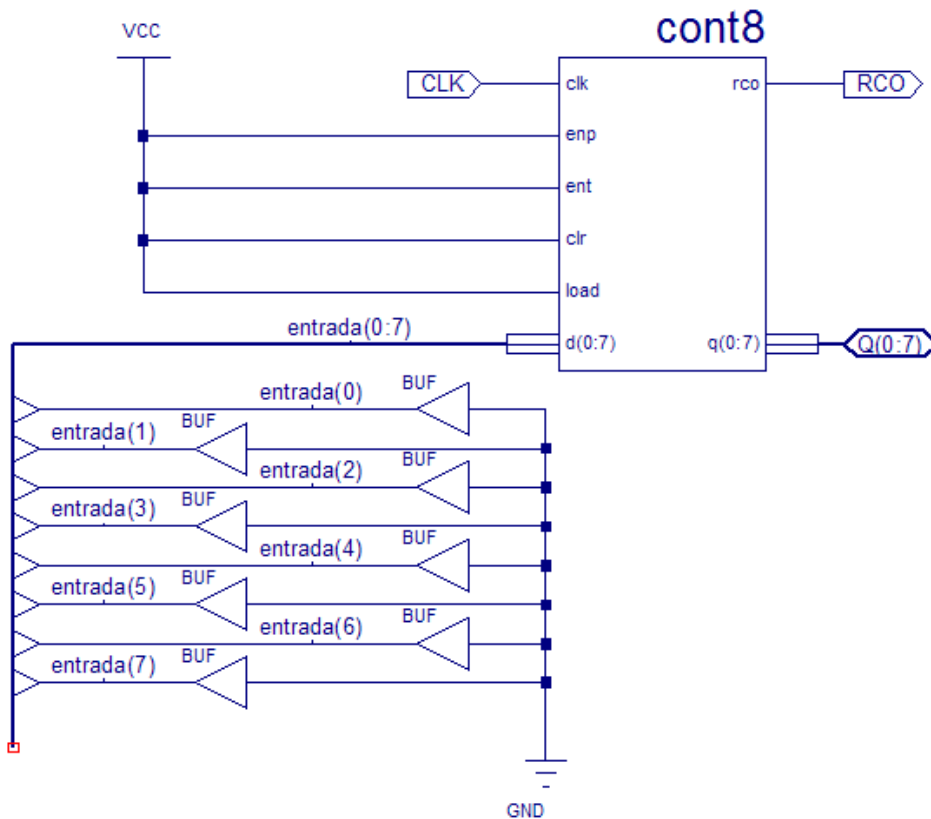 cont8
VCC
CLK
clk
rco
RCO
enp
ent
clr
load
entrada(0:7)
d(0:7)
q(0:7)
Q(0:7)
BUF
entrada(0)
BUF
entrada(1)
BUF
entrada(2)
BUF
entrada(3)
BUF
entrada(4)
BUF
entrada(5)
BUF
entrada(6)
BUF
entrada(7)
GND